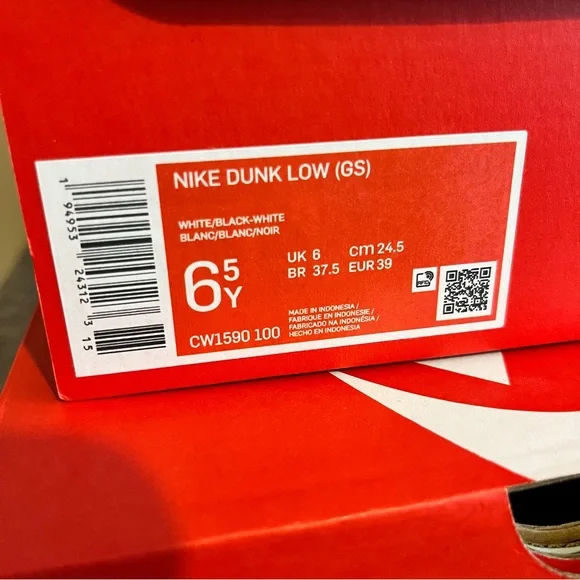 NIKE DUNK LOW (GS)
WHITE/BLACK-WHITE
BLANC/BLANC/NOIR
6 5 Y
UK 6 cm 24.5
BR 37.5 EUR 39
CW1590 100
MADE IN INDONESIA /
FABRIQUE EN INDONESIE /
FABRICADO NA INDONÉSIA /
HECHO EN INDONESIA
1 94953 24312 3 15